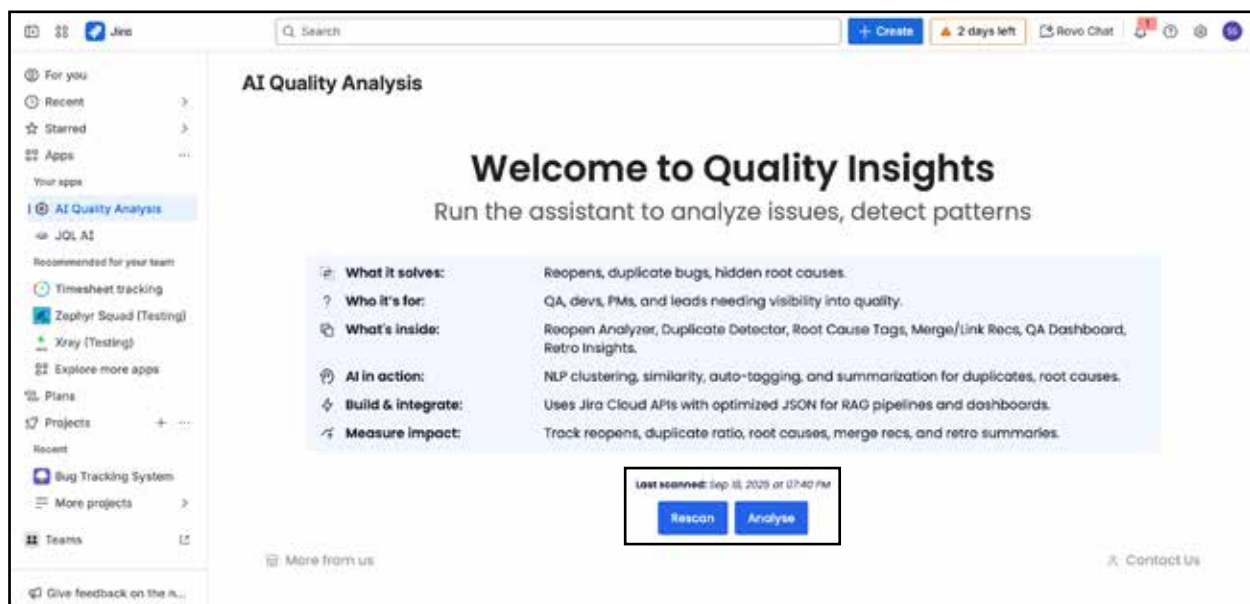 Jira
Search
+ Create
2 days left
Rovo Chat
1
SG
For you
Recent
Starred
Apps
Your apps
AI Quality Analysis
JQL AI
Recommended for your team
Timesheet tracking
Zephyr Squad (Testing)
Xray (Testing)
Explore more apps
Plans
Projects
Recent
Bug Tracking System
More projects
Teams
Give feedback on the n...
AI Quality Analysis
Welcome to Quality Insights
Run the assistant to analyze issues, detect patterns
What it solves: Reopens, duplicate bugs, hidden root causes.
? Who it's for: QA, devs, PMs, and leads needing visibility into quality.
What's inside: Reopen Analyzer, Duplicate Detector, Root Cause Tags, Merge/Link Recs, QA Dashboard,
Retro Insights.
AI in action: NLP clustering, similarity, auto-tagging, and summarization for duplicates, root causes.
Build & integrate: Uses Jira Cloud APIs with optimized JSON for RAG pipelines and dashboards.
Measure impact: Track reopens, duplicate ratio, root causes, merge recs, and retro summaries.
Last scanned: Sep 18, 2025 at 07:40 PM
Rescan Analyse
More from us
Contact Us